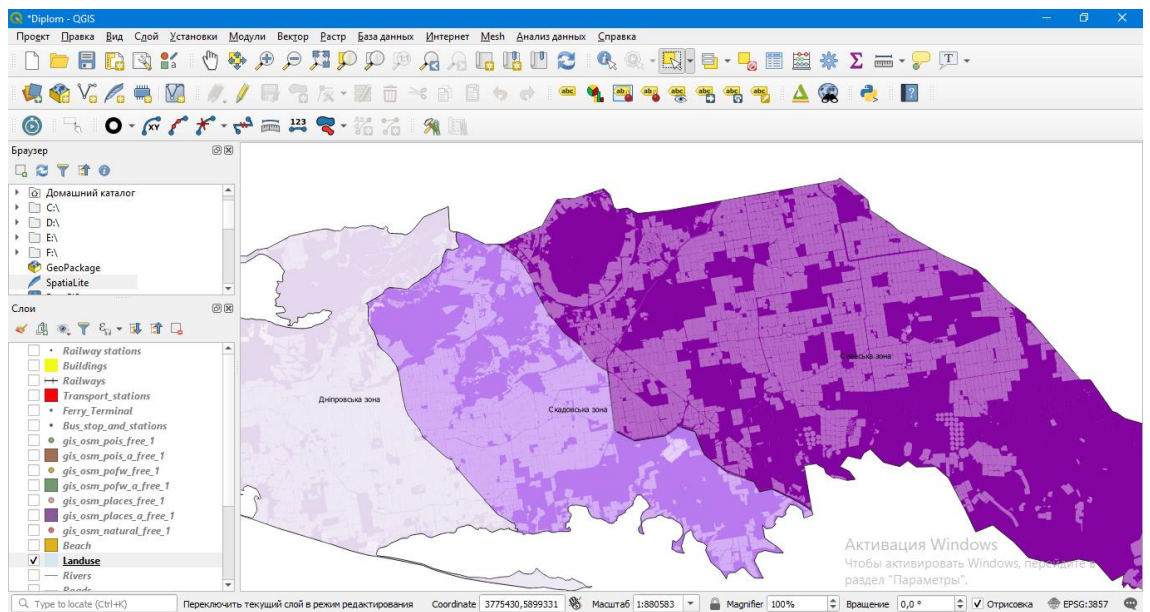 *Diplom - QGIS
Проект Правка Вид Слой Установки Модули Вектор Растр База данных Интернет Mesh Анализ данных Справка
Браузер
Домашний каталог
C:\
D:\
E:\
F:\
GeoPackage
SpatiaLite
Слои
Railway stations
Buildings
Railways
Transport_stations
Ferry_Terminal
Bus_stop_and_stations
gis_osm_pois_free_1
gis_osm_pois_a_free_1
gis_osm_pofw_free_1
gis_osm_pofw_a_free_1
gis_osm_places_free_1
gis_osm_places_a_free_1
gis_osm_natural_free_1
Beach
Landuse
Rivers
Roads
Дніпровська зона
Скадовська зона
зона
Активация Windows
Чтобы активировать Windows, перейдите в
раздел "Параметры".
Type to locate (Ctrl+K) Переключить текущий слой в режим редактирования Coordinate 3775430,5899331 Масштаб 1:880583 Magnifier 100% Вращение 0,0 ° Отрисовка EPSG:3857